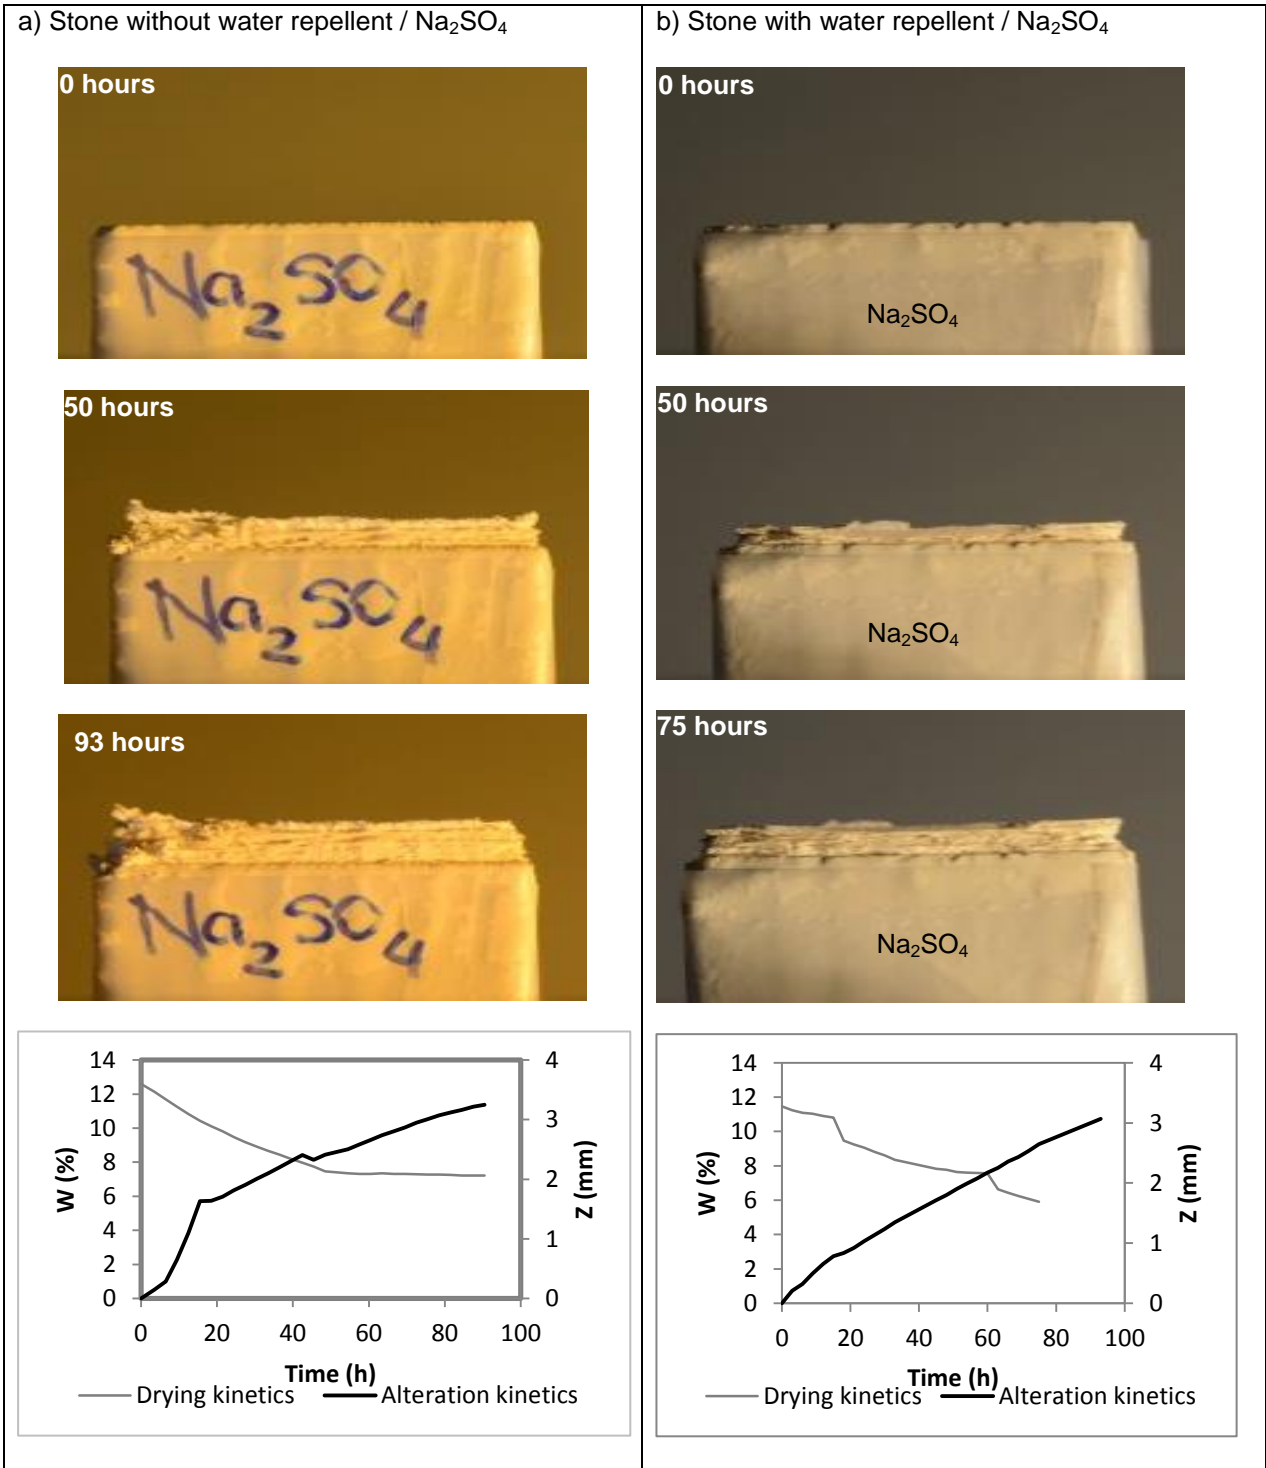 a) Stone without water repellent / Na₂SO₄
0 hours
Na₂SO₄
50 hours
Na₂SO₄
93 hours
Na₂SO₄
14
12
10
8
6
4
2
0
W (%)
4
3
2
1
0
Z (mm)
0 20 40 60 80 100
Time (h)
Drying kinetics Alteration kinetics
b) Stone with water repellent / Na₂SO₄
0 hours
Na₂SO₄
50 hours
Na₂SO₄
75 hours
Na₂SO₄
14
12
10
8
6
4
2
0
W (%)
4
3
2
1
0
Z (mm)
0 20 40 60 80 100
Time (h)
Drying kinetics Alteration kinetics